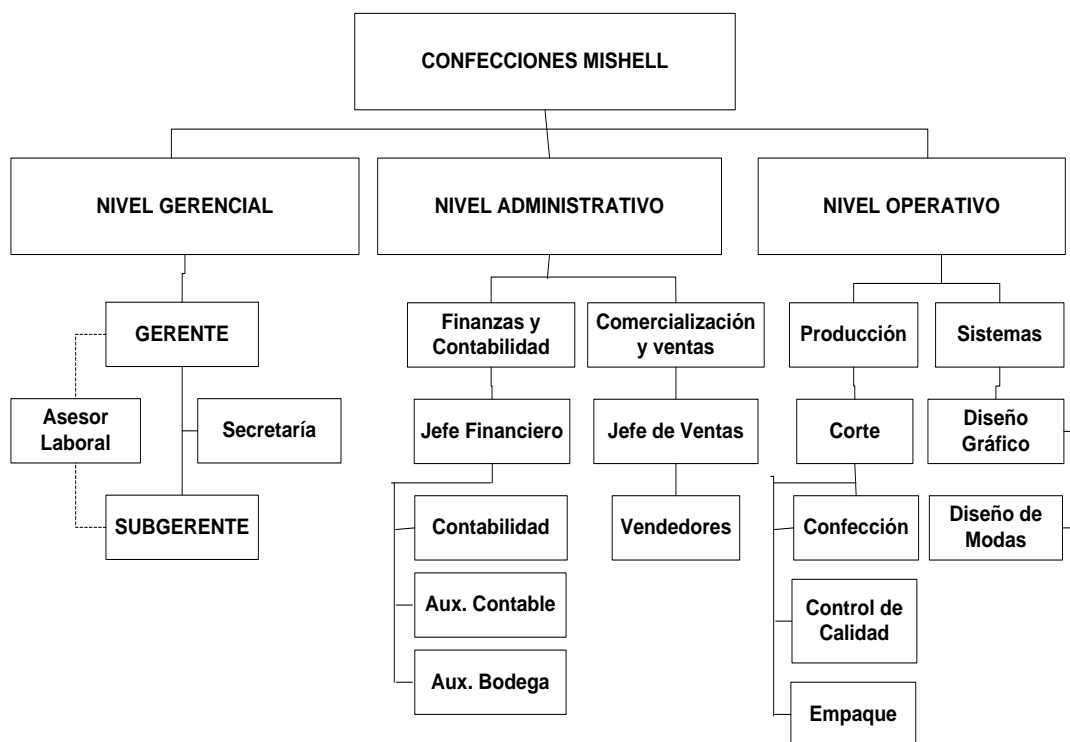 CONFECCIONES MISHELL
NIVEL GERENCIAL
NIVEL ADMINISTRATIVO
NIVEL OPERATIVO
GERENTE
Finanzas y
Contabilidad
Comercialización
y ventas
Producción
Sistemas
Asesor
Laboral
Secretaría
Jefe Financiero
Jefe de Ventas
Corte
Diseño
Gráfico
SUBGERENTE
Contabilidad
Vendedores
Confección
Diseño de
Modas
Aux. Contable
Control de
Calidad
Aux. Bodega
Empaque